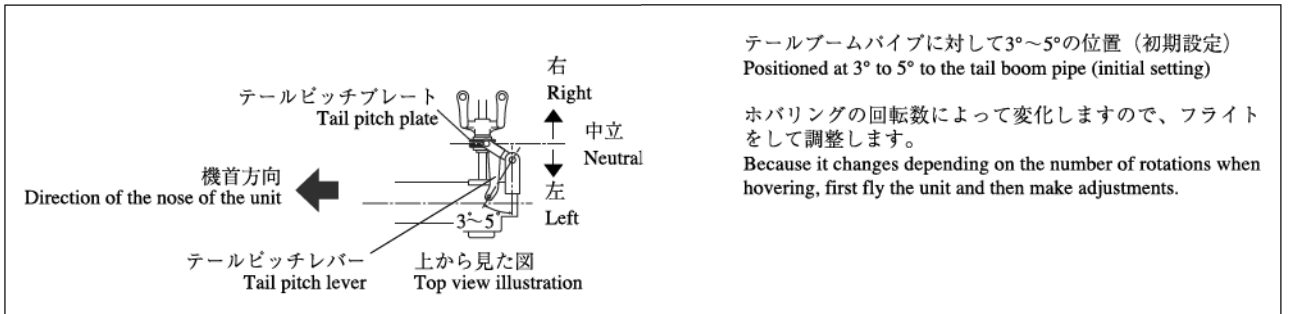 右
Right
テールピッチプレート
Tail pitch plate
中立
Neutral
機首方向
Direction of the nose of the unit
左
Left
3°~5°
テールピッチレバー
Tail pitch lever
上から見た図
Top view illustration
テールブームパイプに対して3°~5°の位置（初期設定）
Positioned at 3° to 5° to the tail boom pipe (initial setting)
ホバリングの回転数によって変化しますので、フライト
をして調整します。
Because it changes depending on the number of rotations when
hovering, first fly the unit and then make adjustments.